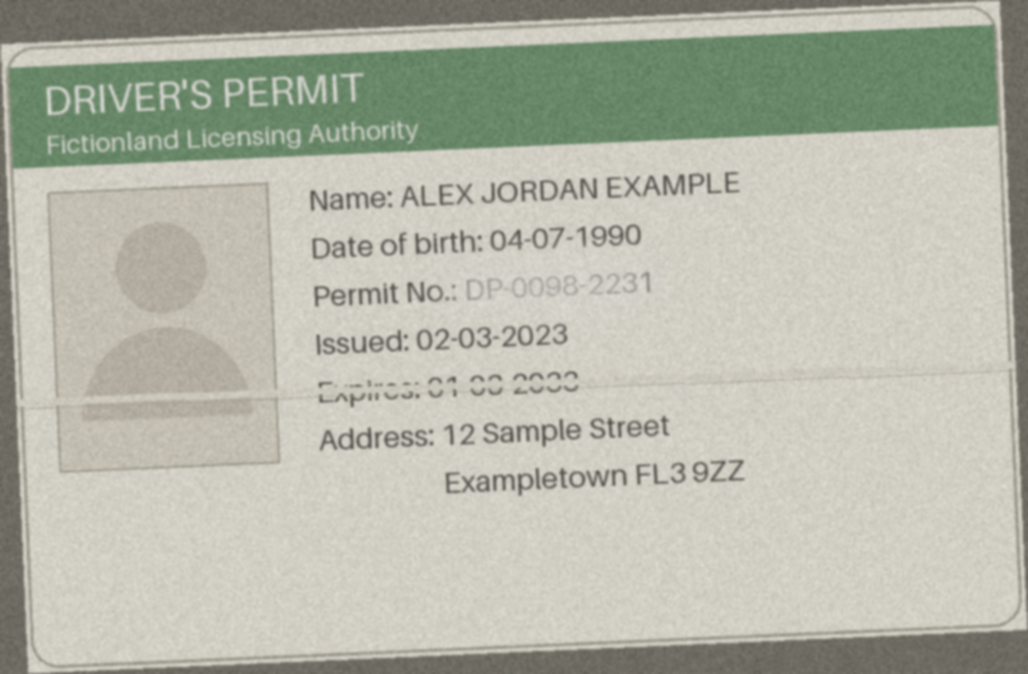 DRIVER'S PERMIT
Fictionland Licensing Authority
Name: ALEX JORDAN EXAMPLE
Date of birth: 04-07-1990
Permit No.: DP-0098-2231
Issued: 02-03-2023
Expires:
Address: 12 Sample Street
Exampletown FL3 9ZZ